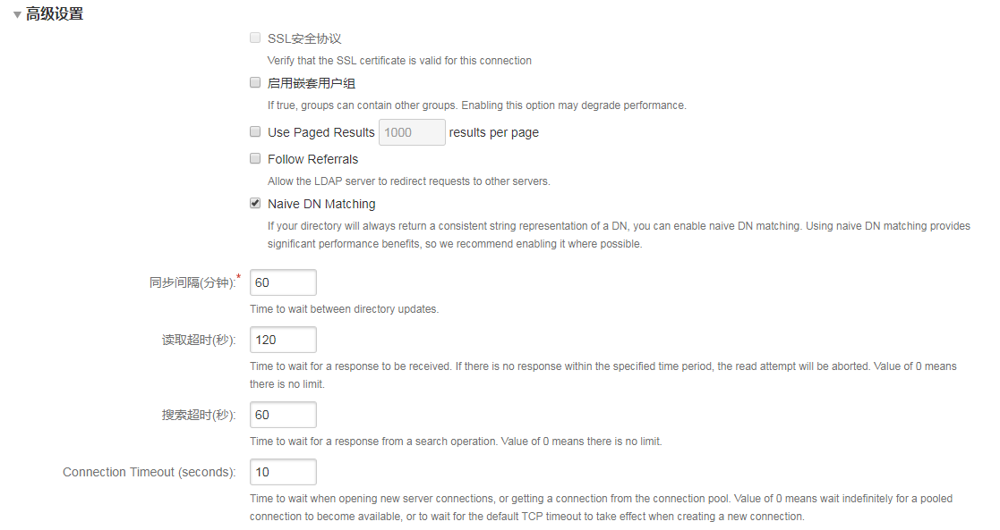 高级设置
SSL安全协议
Verify that the SSL certificate is valid for this connection
启用嵌套用户组
If true, groups can contain other groups. Enabling this option may degrade performance.
Use Paged Results 1000 results per page
Follow Referrals
Allow the LDAP server to redirect requests to other servers.
Naive DN Matching
If your directory will always return a consistent string representation of a DN, you can enable naive DN matching. Using naive DN matching provides
significant performance benefits, so we recommend enabling it where possible.
同步间隔(分钟):* 60
Time to wait between directory updates.
读取超时(秒): 120
Time to wait for a response to be received. If there is no response within the specified time period, the read attempt will be aborted. Value of 0 means
there is no limit.
搜索超时(秒): 60
Time to wait for a response from a search operation. Value of 0 means there is no limit.
Connection Timeout (seconds): 10
Time to wait when opening new server connections, or getting a connection from the connection pool. Value of 0 means wait indefinitely for a pooled
connection to become available, or to wait for the default TCP timeout to take effect when creating a new connection.